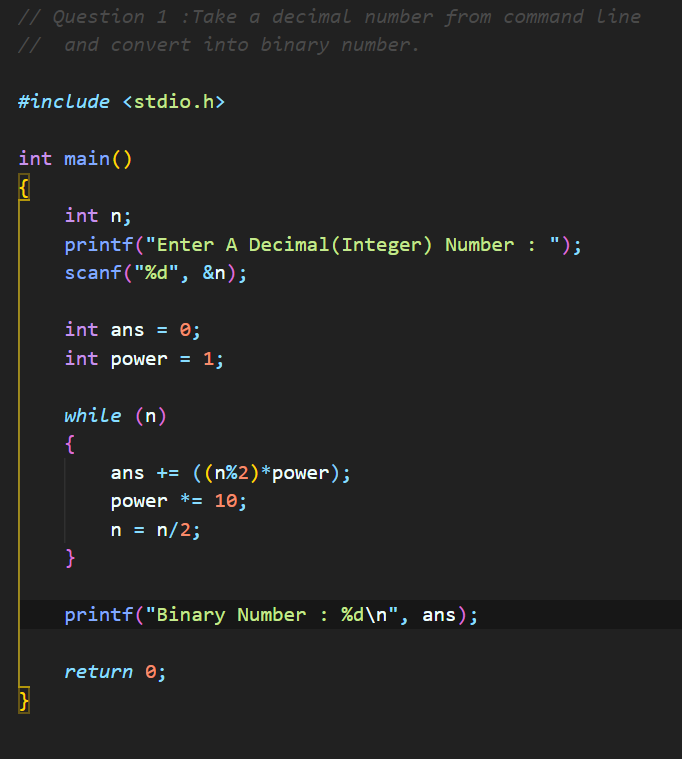 // Question 1 :Take a decimal number from command line
//  and convert into binary number.
#include <stdio.h>
int main()
{
    int n;
    printf("Enter A Decimal(Integer) Number : ");
    scanf("%d", &n);
    int ans = 0;
    int power = 1;
    while (n)
    {
        ans += ((n%2)*power);
        power *= 10;
        n = n/2;
    }
    printf("Binary Number : %d\n", ans);
    return 0;
}